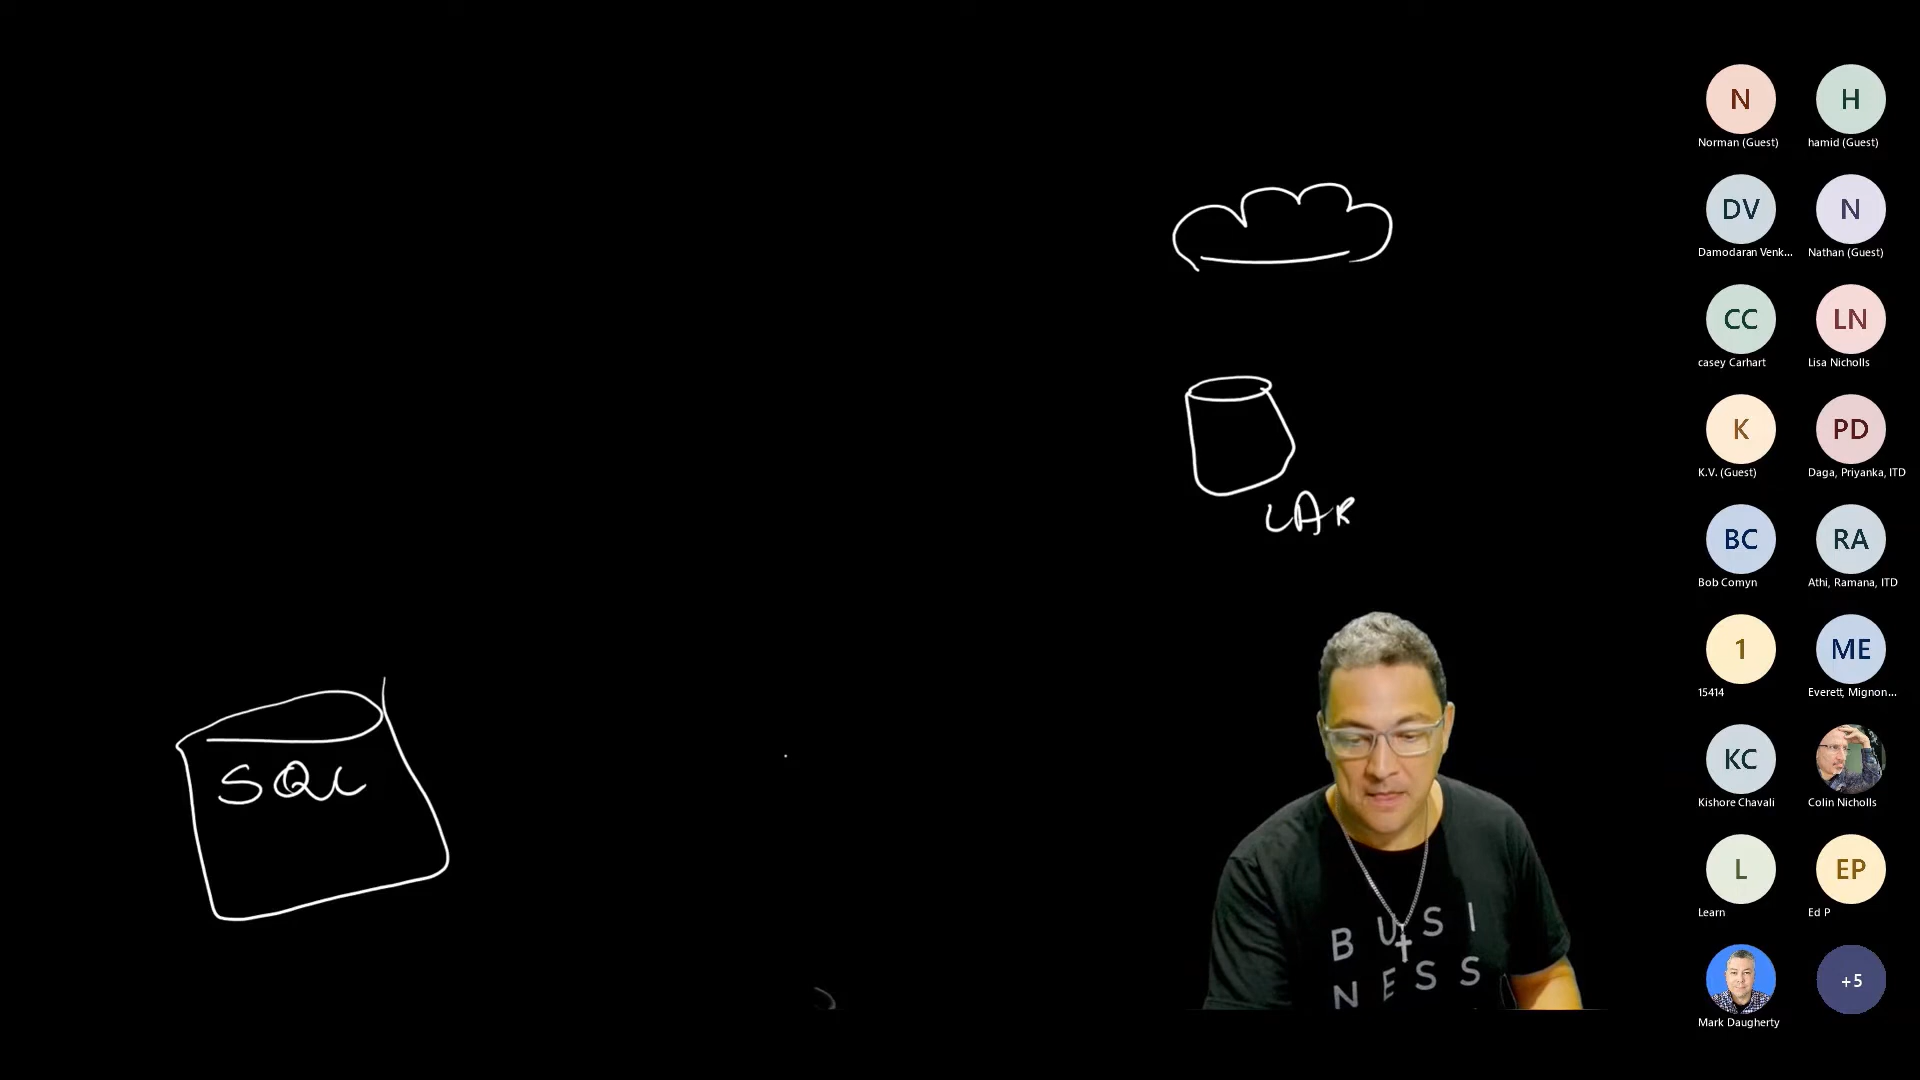 N
H
Norman (Guest)
hamid (Guest)
DV
N
Damodaran Venk...
Nathan (Guest)
CC
LN
casey Carhart
Lisa Nicholls
K
PD
K.V. (Guest)
Daga, Priyanka, ITD
LAK
BC
RA
Bob Comyn
Athi, Ramana, ITD
1
ME
15414
Everett, Mignon...
SQL
KC
Kishore Chavali
Colin Nicholls
L
EP
Learn
Ed P
BUSI
NESS
+5
Mark Daugherty